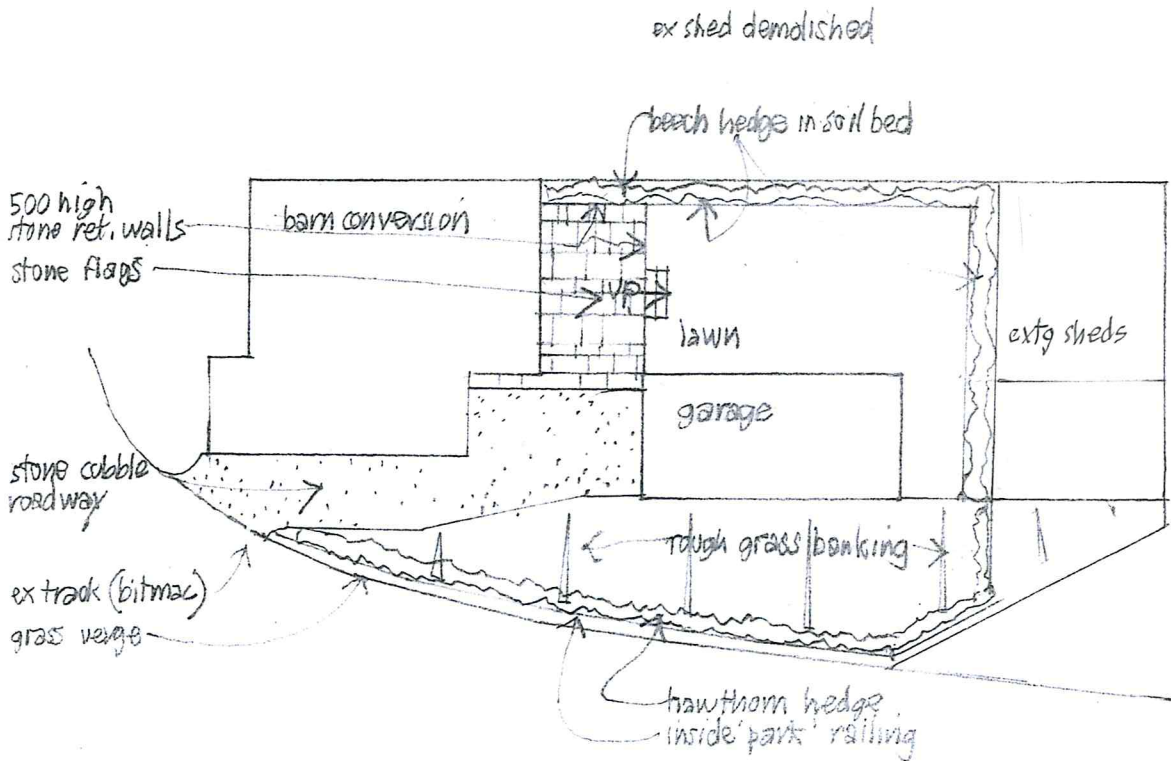 ex shed demolished
beech hedge in soil bed
500 high
stone ret. walls
barn conversion
stone flags
UP
lawn
extg sheds
garage
stone cobble
roadway
rough grass banking
ex track (bitmac)
grass verge
hawthorn hedge
inside 'park' railing